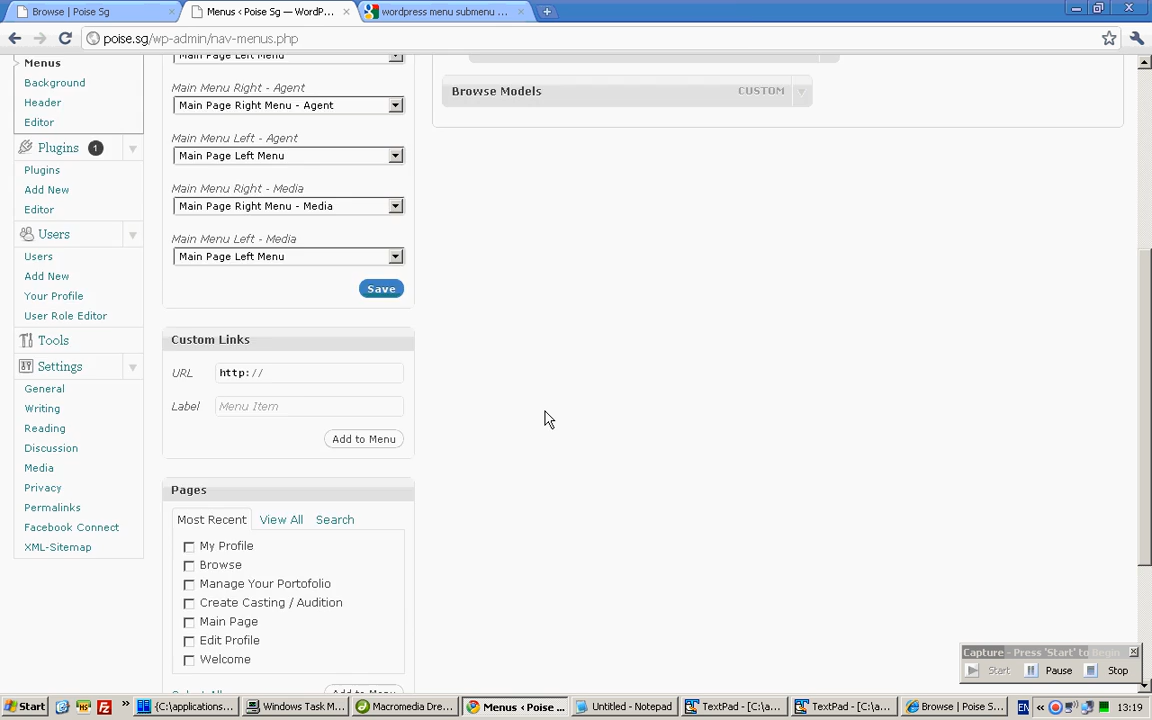 Browse | Poise Sg
Menus ‹ Poise Sg — WordP...
wordpress menu submenu ...
poise.sg/wp-admin/nav-menus.php
Menus
Background
Header
Editor
Plugins 1
Plugins
Add New
Editor
Users
Users
Add New
Your Profile
User Role Editor
Tools
Settings
General
Writing
Reading
Discussion
Media
Privacy
Permalinks
Facebook Connect
XML-Sitemap
Main Page Left Menu
Main Menu Right - Agent
Main Page Right Menu - Agent
Main Menu Left - Agent
Main Page Left Menu
Main Menu Right - Media
Main Page Right Menu - Media
Main Menu Left - Media
Main Page Left Menu
Save
Custom Links
URL http://
Label Menu Item
Add to Menu
Pages
Most Recent View All Search
My Profile
Browse
Manage Your Portofolio
Create Casting / Audition
Main Page
Edit Profile
Welcome
Select All Add to Menu
Browse Models CUSTOM
Capture - Press 'Start' to Begin
Start Pause Stop
Start {C:\applications... Windows Task M... Macromedia Dre... Menus ‹ Poise ... Untitled - Notepad TextPad - [C:\a... TextPad - [C:\a... Browse | Poise S... EN 13:19